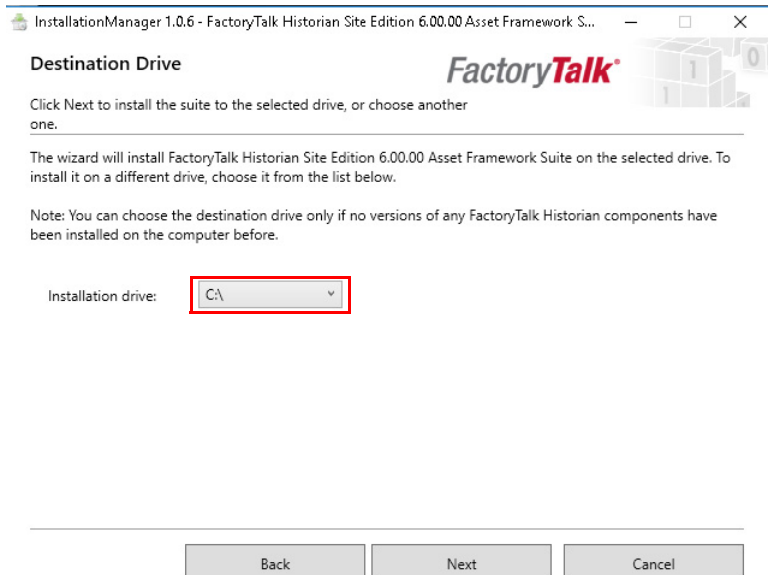 InstallationManager 1.0.6 - FactoryTalk Historian Site Edition 6.00.00 Asset Framework S...
Destination Drive
FactoryTalk
Click Next to install the suite to the selected drive, or choose another
one.
The wizard will install FactoryTalk Historian Site Edition 6.00.00 Asset Framework Suite on the selected drive. To
install it on a different drive, choose it from the list below.
Note: You can choose the destination drive only if no versions of any FactoryTalk Historian components have
been installed on the computer before.
Installation drive: C:\
Back Next Cancel